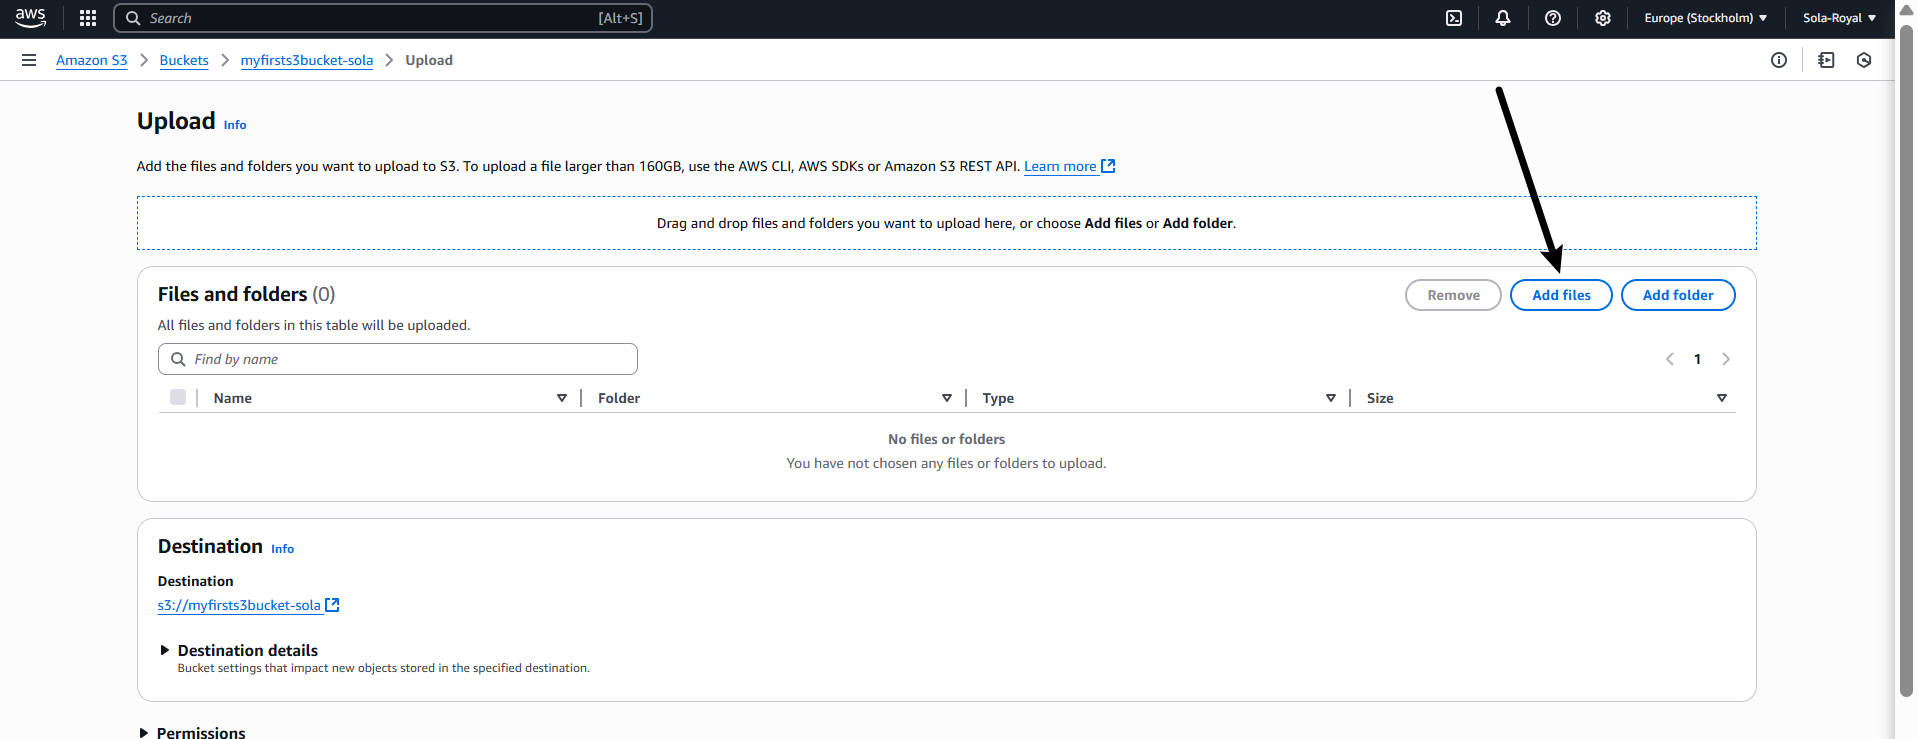 aws Search [Alt+S] Europe (Stockholm) Sola-Royal
Amazon S3 Buckets myfirsts3bucket-sola Upload
Upload Info
Add the files and folders you want to upload to S3. To upload a file larger than 160GB, use the AWS CLI, AWS SDKs or Amazon S3 REST API. Learn more
Drag and drop files and folders you want to upload here, or choose Add files or Add folder.
Files and folders (0) Remove Add files Add folder
All files and folders in this table will be uploaded.
Find by name 1
Name Folder Type Size
No files or folders
You have not chosen any files or folders to upload.
Destination Info
Destination
s3://myfirsts3bucket-sola
Destination details
Bucket settings that impact new objects stored in the specified destination.
Permissions